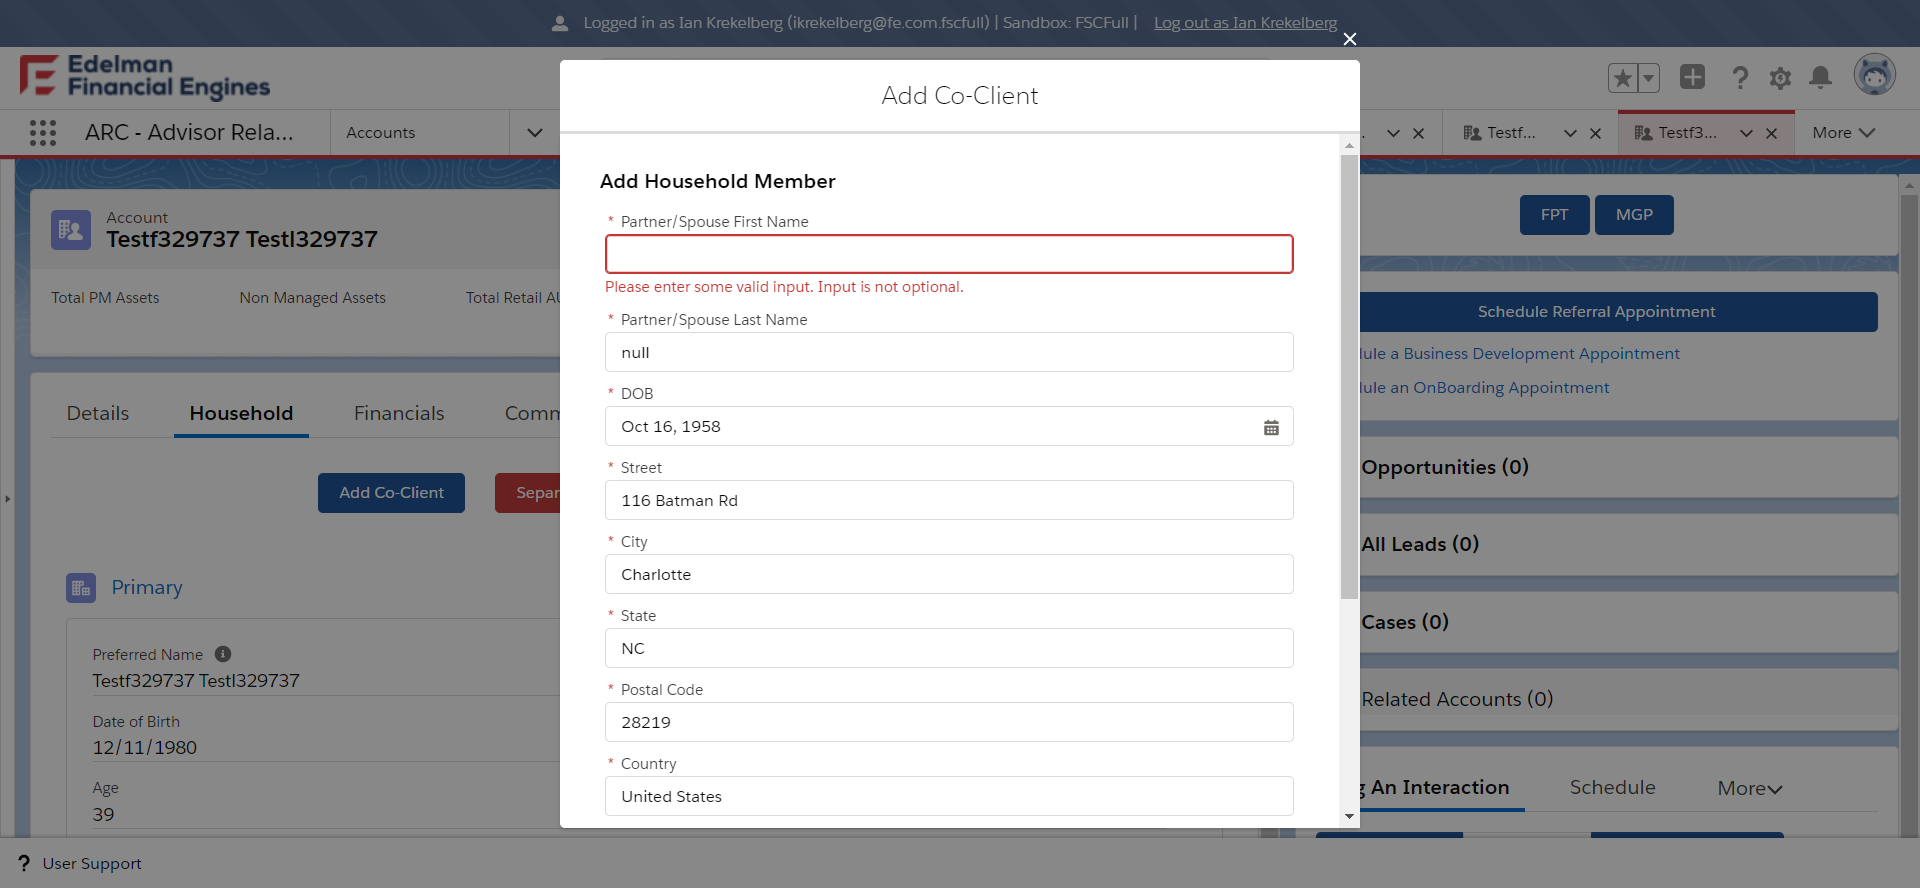 Logged in as Ian Krekelberg (ikrekelberg@fe.com.fscfull) | Sandbox: FSCFull | Log out as Ian Krekelberg
Edelman
Financial Engines
ARC - Advisor Rela...
Accounts
Testf...
Testf3...
More
Account
Testf329737 Testl329737
Total PM Assets
Non Managed Assets
Total Retail AU
Details
Household
Financials
Comm
Add Co-Client
Separ
Primary
Preferred Name
Testf329737 Testl329737
Date of Birth
12/11/1980
Age
39
Add Co-Client
Add Household Member
* Partner/Spouse First Name
Please enter some valid input. Input is not optional.
* Partner/Spouse Last Name
null
* DOB
Oct 16, 1958
* Street
116 Batman Rd
* City
Charlotte
* State
NC
* Postal Code
28219
* Country
United States
FPT
MGP
Schedule Referral Appointment
ule a Business Development Appointment
ule an OnBoarding Appointment
Opportunities (0)
All Leads (0)
Cases (0)
Related Accounts (0)
g An Interaction
Schedule
More
? User Support